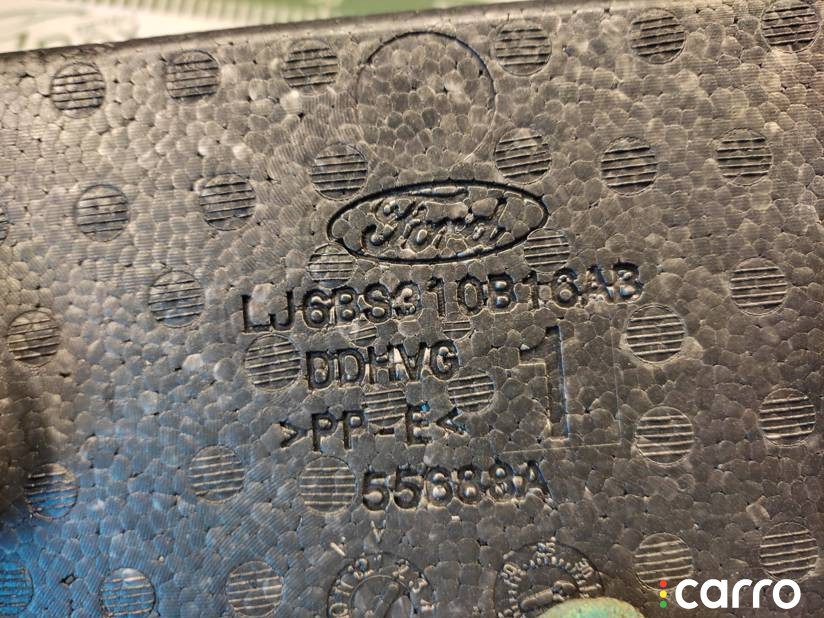 Ford
LJ6BS310B16AB
DDHVG
1
>PP-E<
55688A
carro